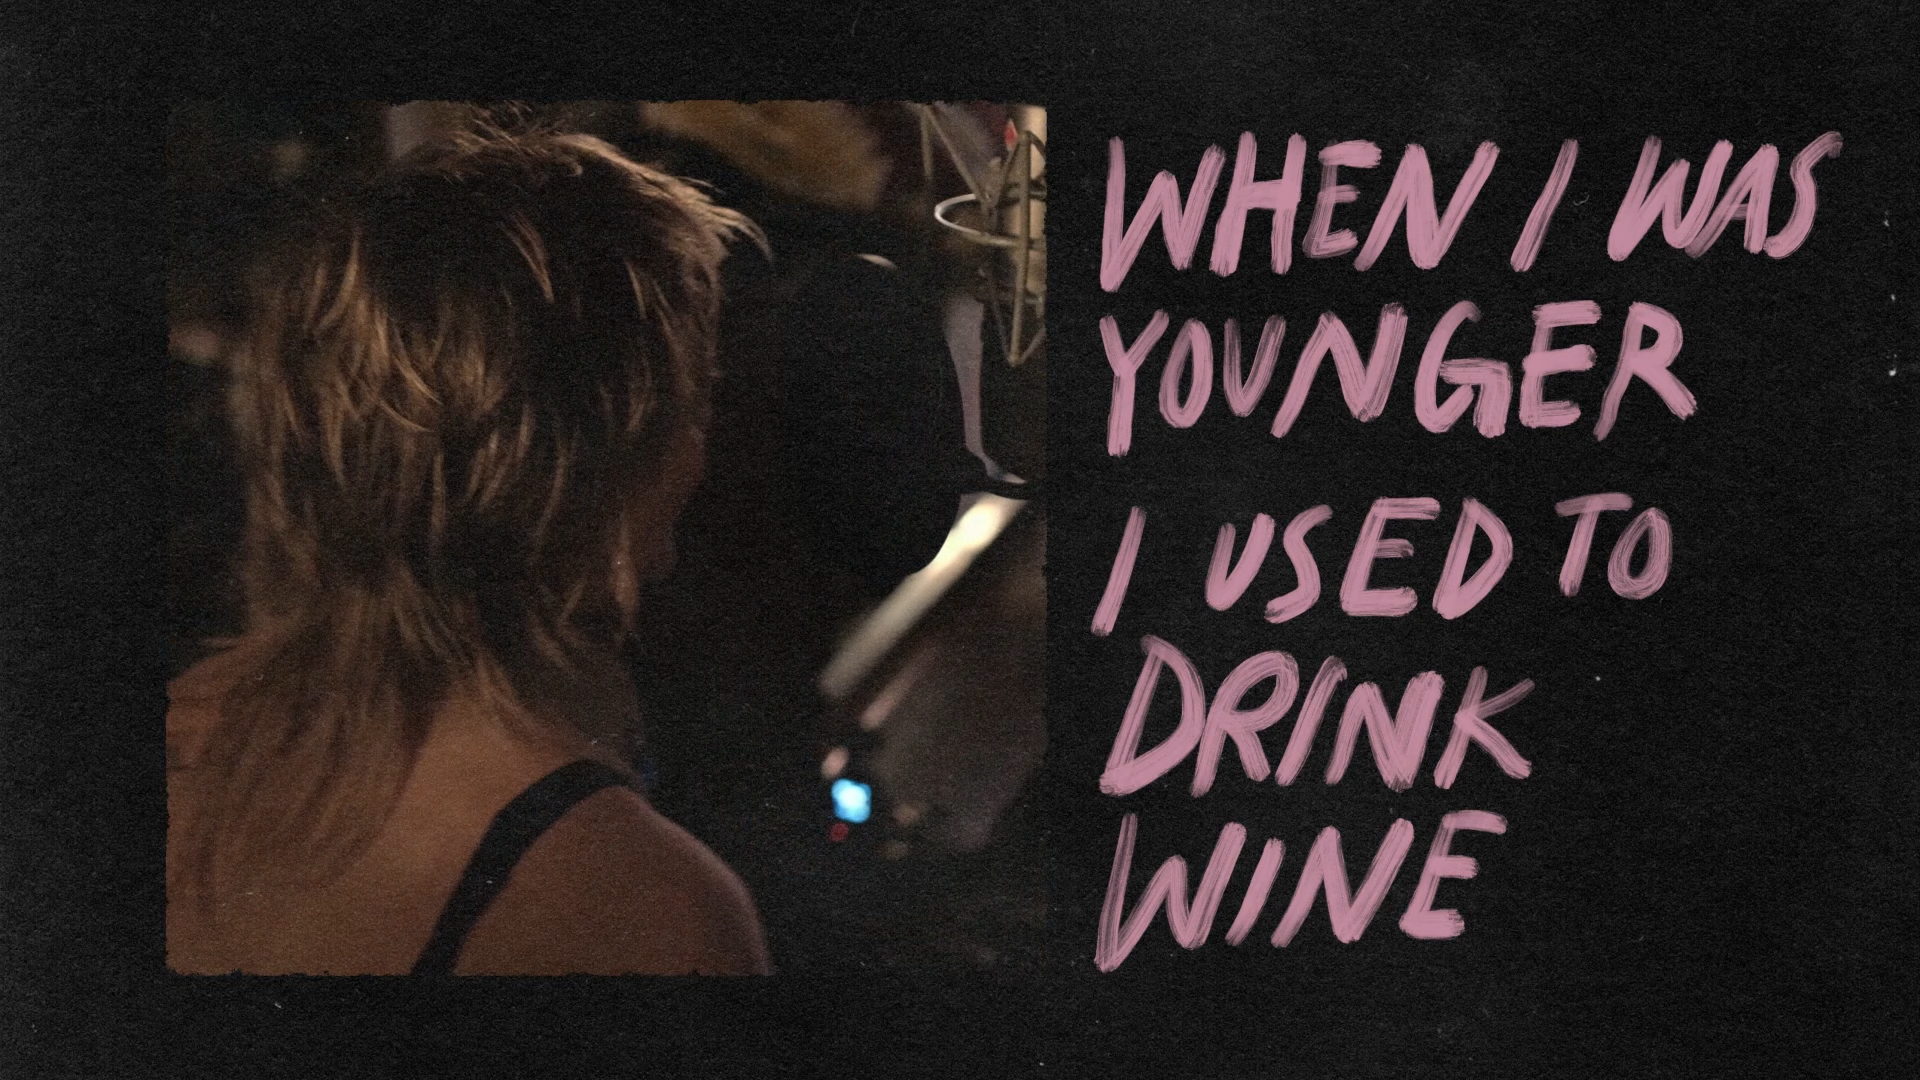 WHEN I WAS
YOUNGER
I USED TO
DRINK
WINE